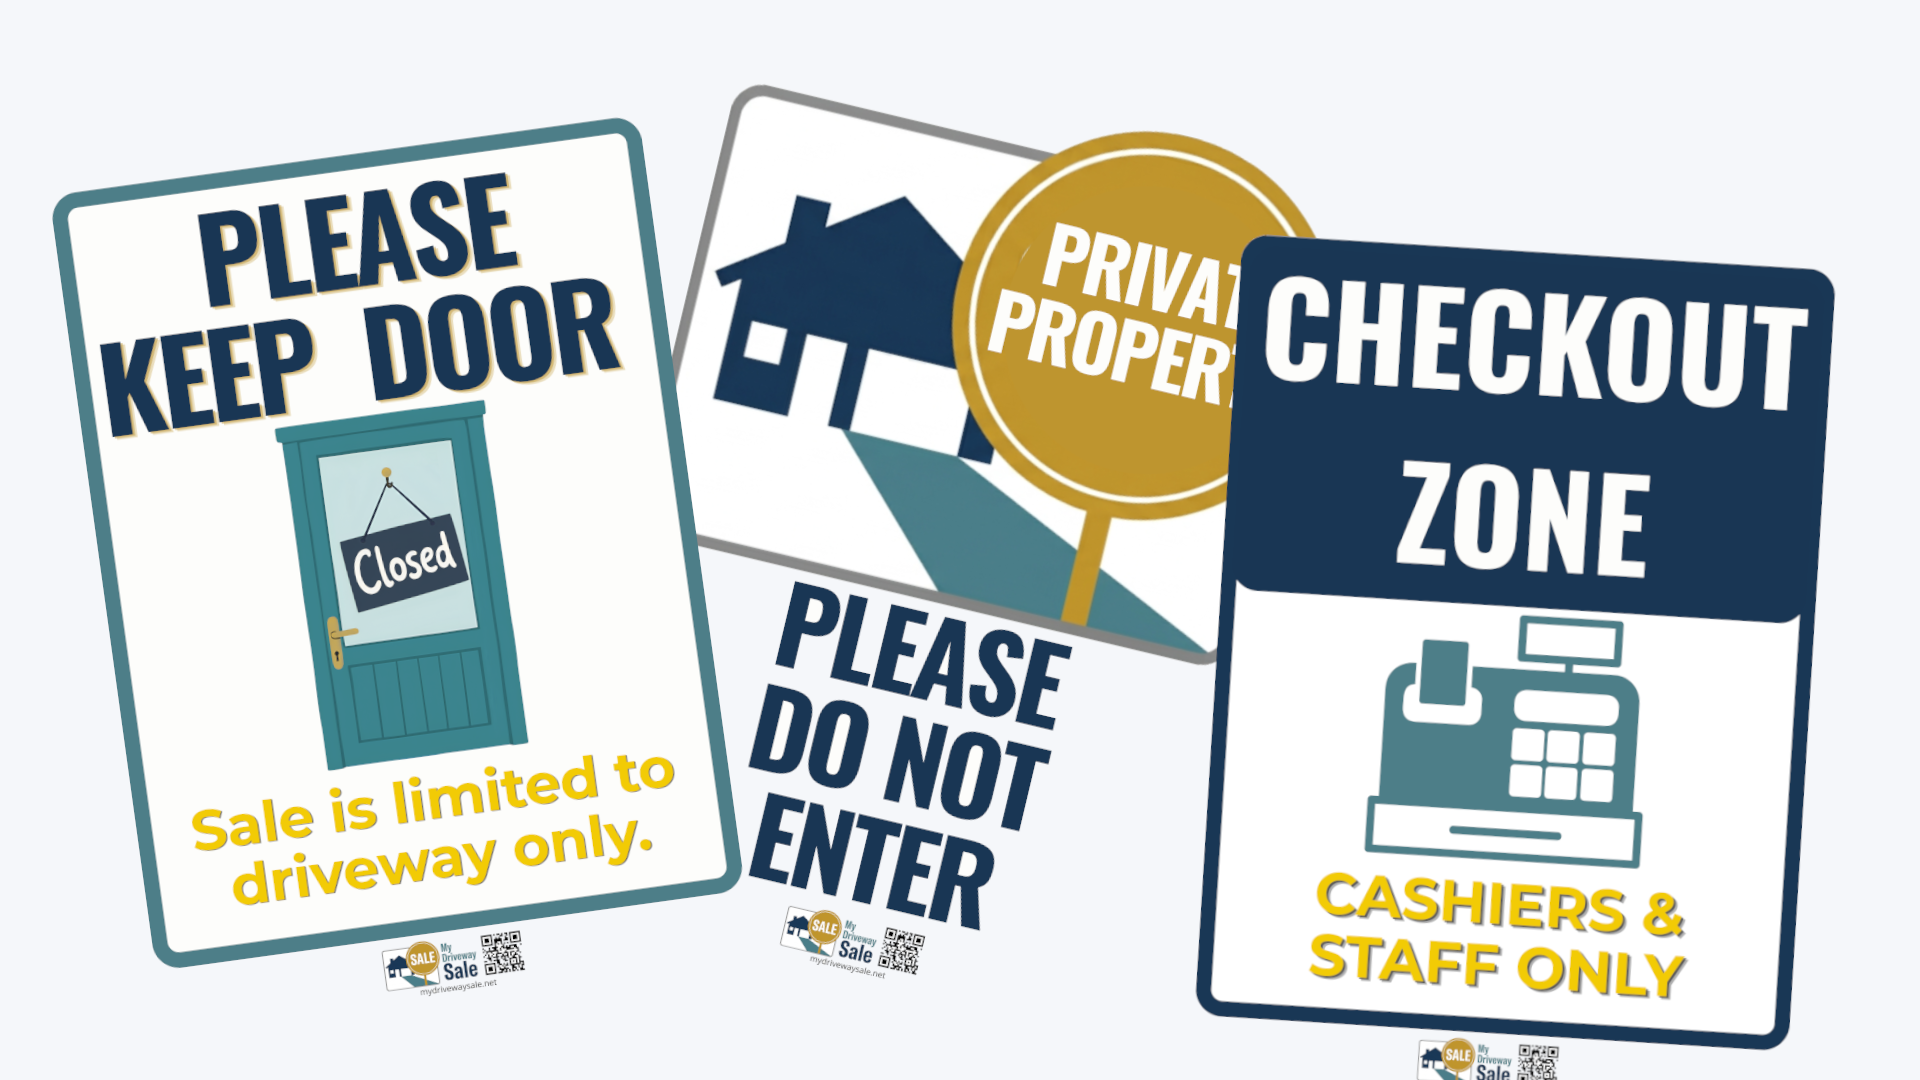 PLEASE
KEEP DOOR
Closed
Sale is limited to
driveway only.
SALE
My
Driveway
Sale
mydrivewaysale.net
PRIVAT
PROPERT
PLEASE
DO NOT
ENTER
SALE
My
Driveway
Sale
mydrivewaysale.net
CHECKOUT
ZONE
CASHIERS &
STAFF ONLY
SALE
My
Driveway
Sale